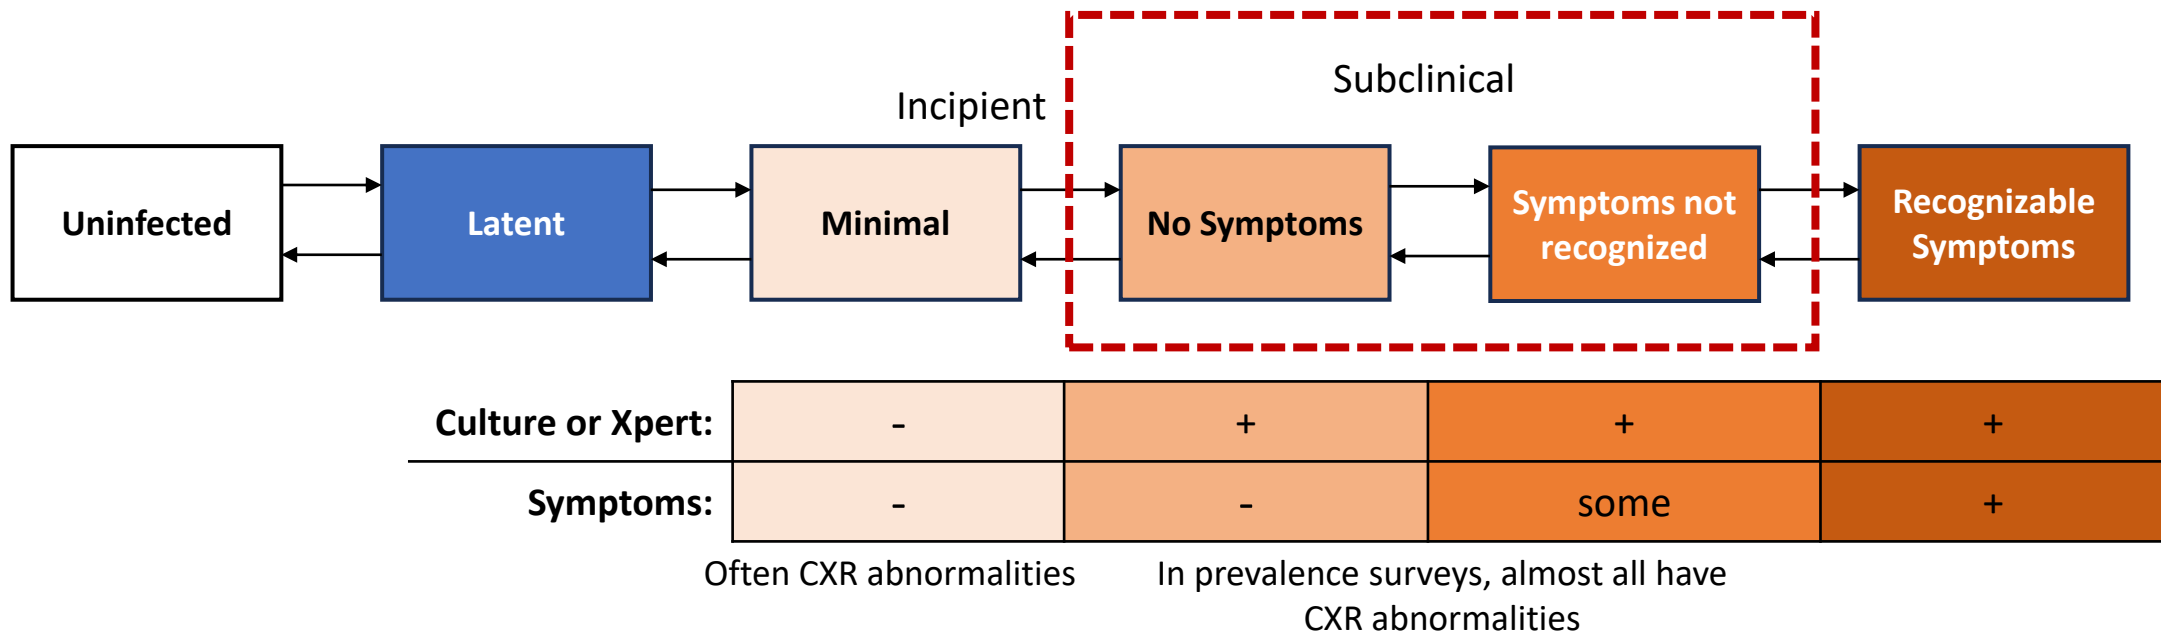 Subclinical
Incipient
Uninfected
Latent
Minimal
No Symptoms
Symptoms not
recognized
Recognizable
Symptoms
Culture or Xpert: - + + +
Symptoms: - - some +
Often CXR abnormalities
In prevalence surveys, almost all have
CXR abnormalities